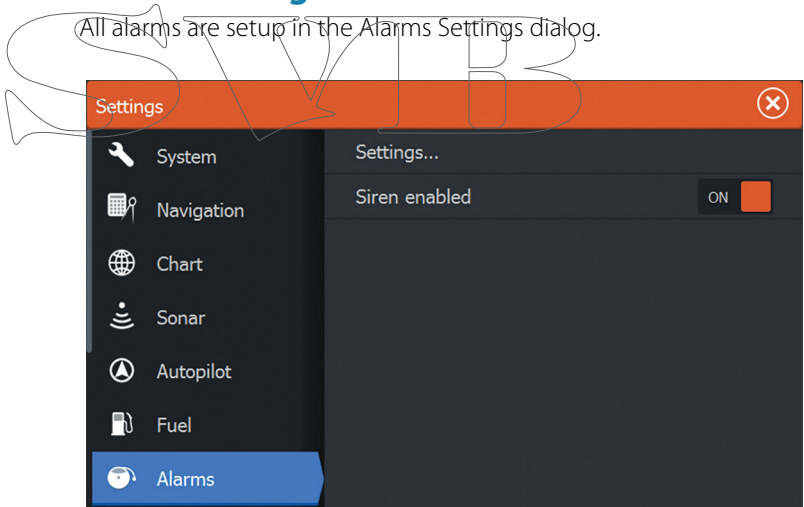 All alarms are setup in the Alarms Settings dialog.
SVB
Settings
System
Settings...
Siren enabled
ON
Navigation
Chart
Sonar
Autopilot
Fuel
Alarms